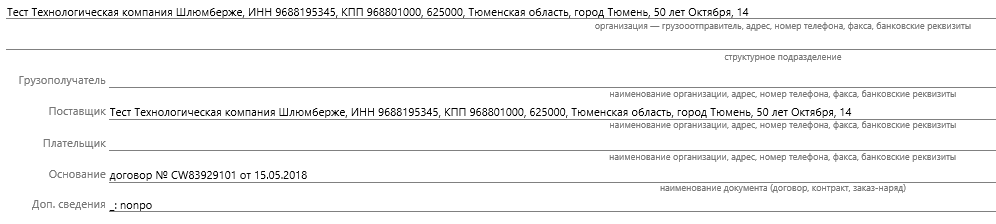 Тест Технологическая компания Шлюмберже, ИНН 9688195345, КПП 968801000, 625000, Тюменская область, город Тюмень, 50 лет Октября, 14
организация — грузоотправитель, адрес, номер телефона, факса, банковские реквизиты
структурное подразделение
Грузополучатель
наименование организации, адрес, номер телефона, факса, банковские реквизиты
Поставщик Тест Технологическая компания Шлюмберже, ИНН 9688195345, КПП 968801000, 625000, Тюменская область, город Тюмень, 50 лет Октября, 14
наименование организации, адрес, номер телефона, факса, банковские реквизиты
Плательщик
наименование организации, адрес, номер телефона, факса, банковские реквизиты
Основание договор № CW83929101 от 15.05.2018
наименование документа (договор, контракт, заказ-наряд)
Доп. сведения _: попро